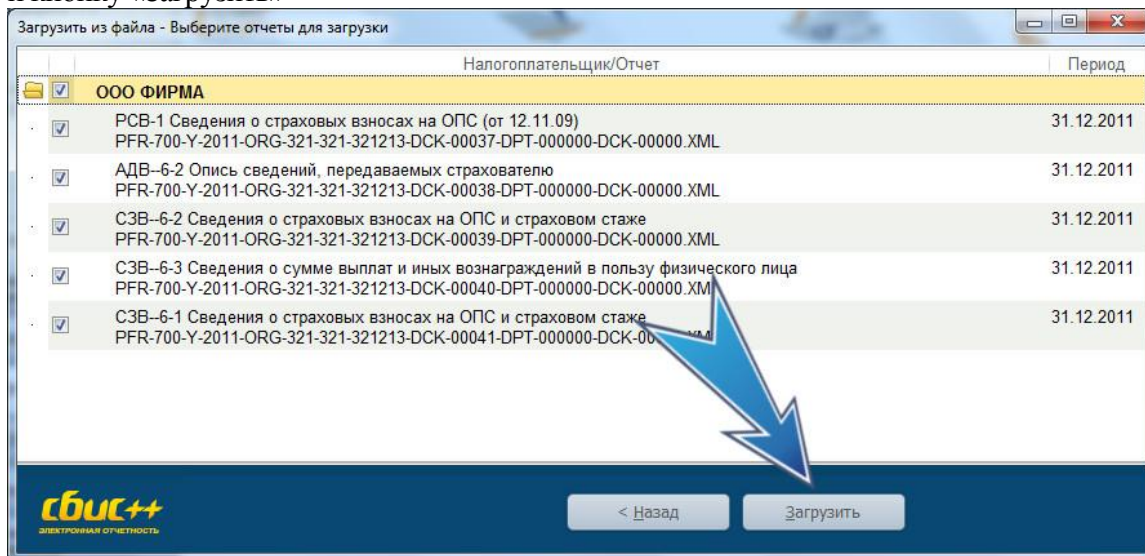 и кнопку «загрузить»
Загрузить из файла - Выберите отчеты для загрузки
Налогоплательщик/Отчет Период
ООО ФИРМА
РСВ-1 Сведения о страховых взносах на ОПС (от 12.11.09) 31.12.2011
PFR-700-Y-2011-ORG-321-321-321213-DCK-00037-DPT-000000-DCK-00000.XML
АДВ--6-2 Опись сведений, передаваемых страхователю 31.12.2011
PFR-700-Y-2011-ORG-321-321-321213-DCK-00038-DPT-000000-DCK-00000.XML
СЗВ--6-2 Сведения о страховых взносах на ОПС и страховом стаже 31.12.2011
PFR-700-Y-2011-ORG-321-321-321213-DCK-00039-DPT-000000-DCK-00000.XML
СЗВ--6-3 Сведения о сумме выплат и иных вознаграждений в пользу физического лица 31.12.2011
PFR-700-Y-2011-ORG-321-321-321213-DCK-00040-DPT-000000-DCK-00000.XM
СЗВ--6-1 Сведения о страховых взносах на ОПС и страховом стаже 31.12.2011
PFR-700-Y-2011-ORG-321-321-321213-DCK-00041-DPT-000000-DCK-00
сбис++
ЭЛЕКТРОННАЯ ОТЧЕТНОСТЬ
< Назад Загрузить